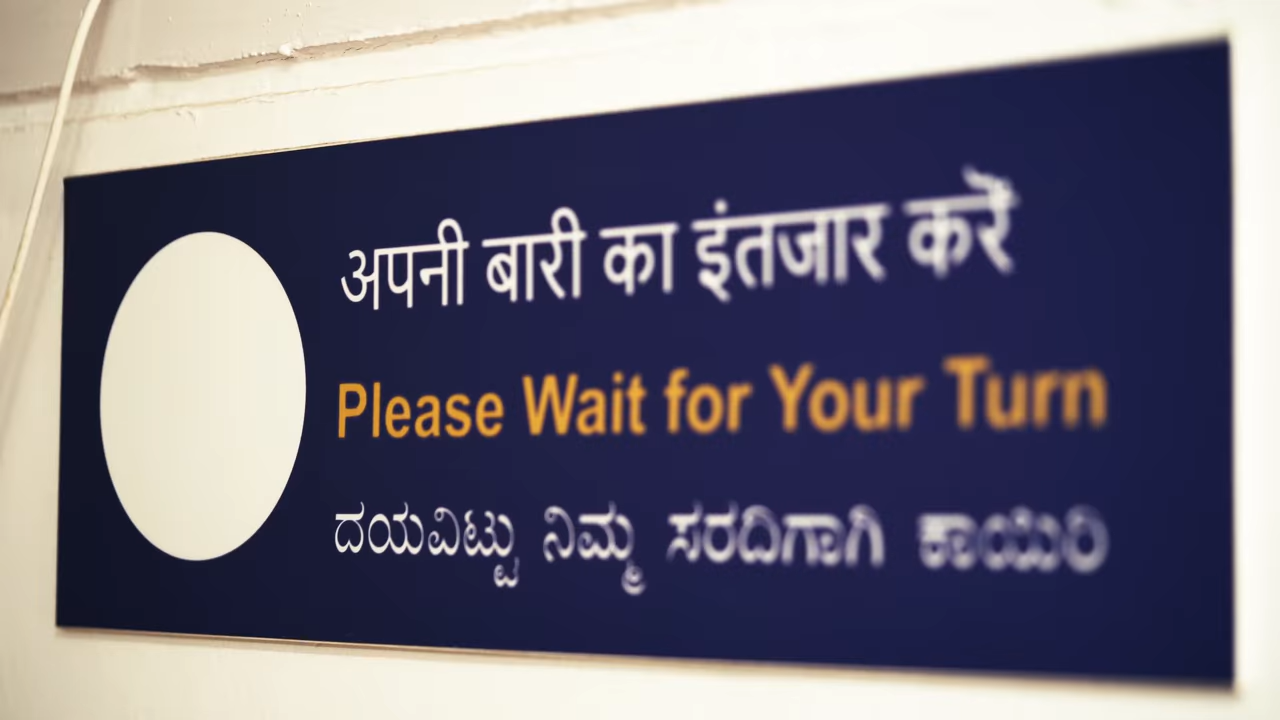 अपनी बारी का इंतजार करें
Please Wait for Your Turn
ದಯವಿಟ್ಟು ನಿಮ್ಮ ಸರದಿಗಾಗಿ ಕಾಯಿರಿ